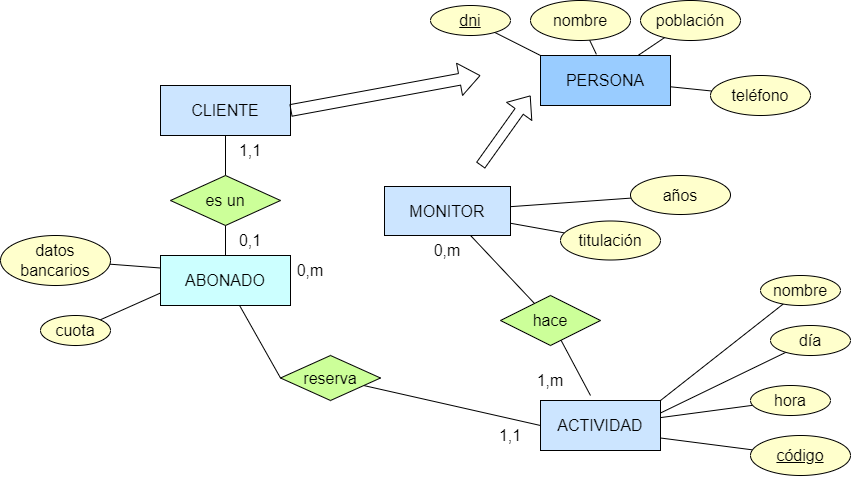 dni
nombre
población
PERSONA
teléfono
CLIENTE
1,1
es un
0,1
MONITOR
años
titulación
0,m
datos
bancarios
ABONADO
0,m
cuota
nombre
hace
día
reserva
1,m
hora
1,1
ACTIVIDAD
código